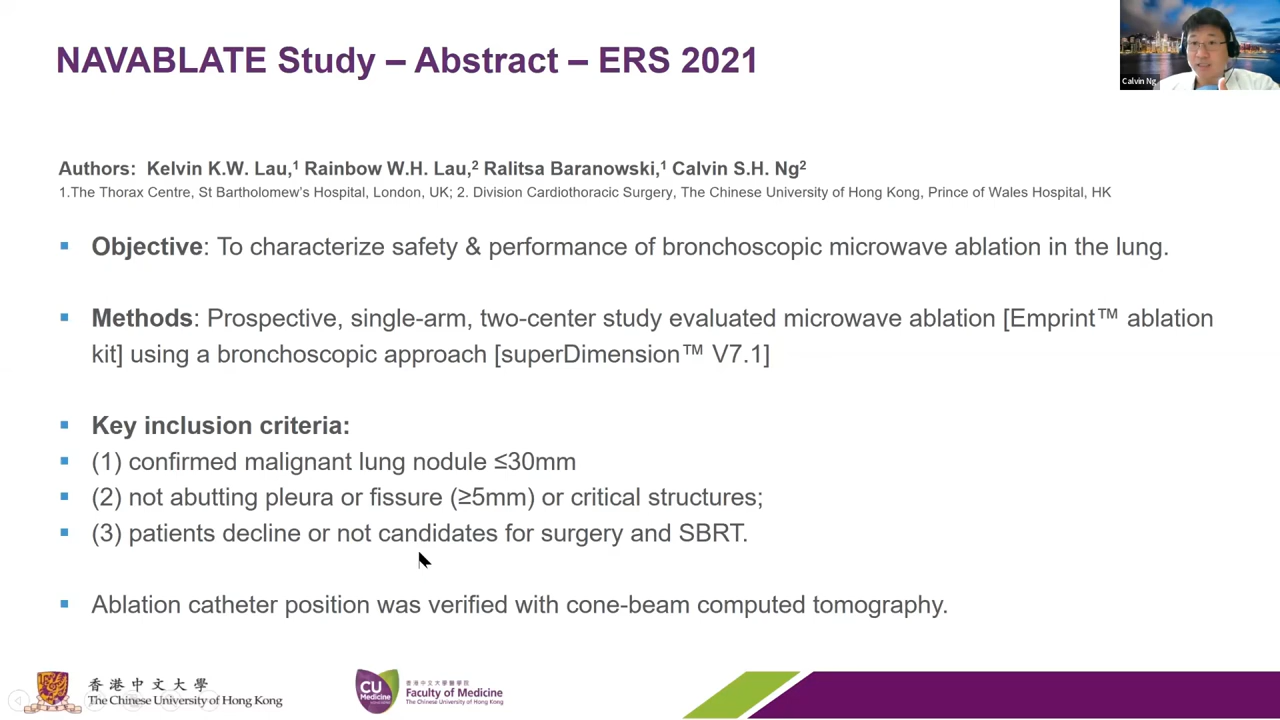 NAVABLATE Study – Abstract – ERS 2021
Calvin Ng
Authors: Kelvin K.W. Lau,¹ Rainbow W.H. Lau,² Ralitsa Baranowski,¹ Calvin S.H. Ng²
1.The Thorax Centre, St Bartholomew's Hospital, London, UK; 2. Division Cardiothoracic Surgery, The Chinese University of Hong Kong, Prince of Wales Hospital, HK
▪ Objective: To characterize safety & performance of bronchoscopic microwave ablation in the lung.
▪ Methods: Prospective, single-arm, two-center study evaluated microwave ablation [Emprint™ ablation
kit] using a bronchoscopic approach [superDimension™ V7.1]
▪ Key inclusion criteria:
▪ (1) confirmed malignant lung nodule ≤30mm
▪ (2) not abutting pleura or fissure (≥5mm) or critical structures;
▪ (3) patients decline or not candidates for surgery and SBRT.
▪ Ablation catheter position was verified with cone-beam computed tomography.
香港中文大學
The Chinese University of Hong Kong
CU
Medicine
香港中文大學醫學院
Faculty of Medicine
The Chinese University of Hong Kong